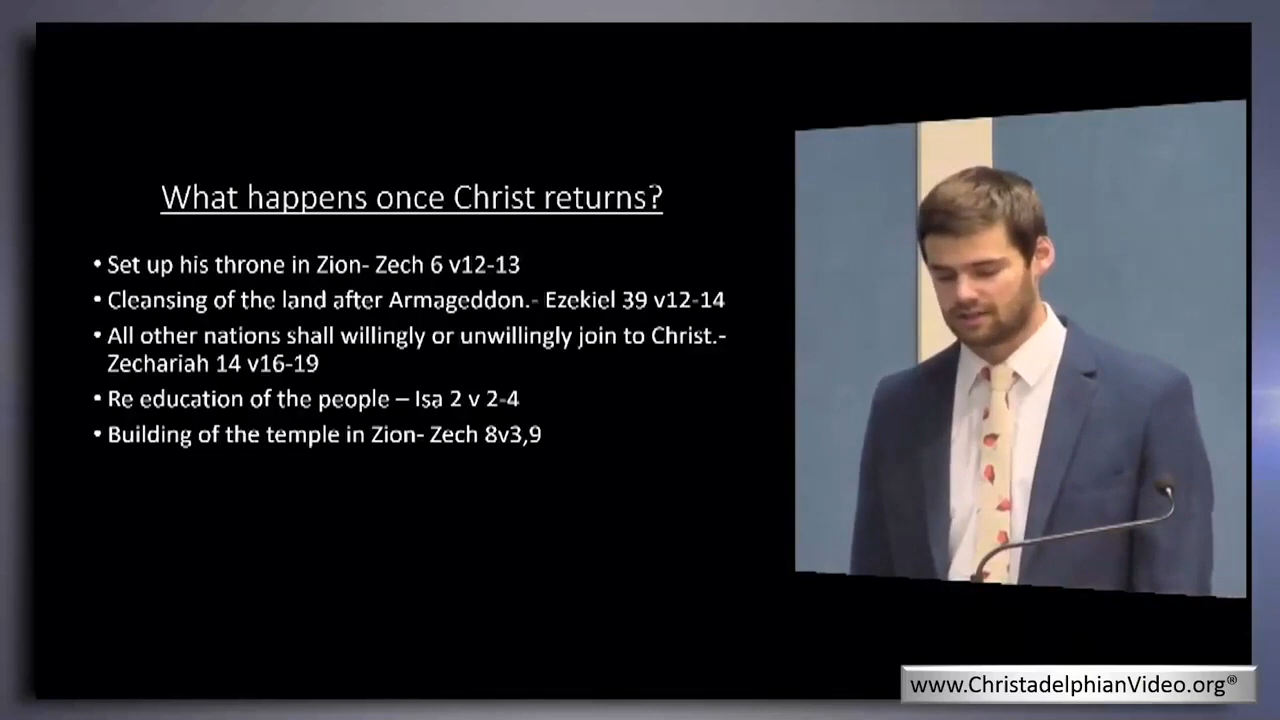 What happens once Christ returns?
• Set up his throne in Zion- Zech 6 v12-13
• Cleansing of the land after Armageddon.- Ezekiel 39 v12-14
• All other nations shall willingly or unwillingly join to Christ.-
Zechariah 14 v16-19
• Re education of the people – Isa 2 v 2-4
• Building of the temple in Zion- Zech 8v3,9
www.ChristadelphianVideo.org®